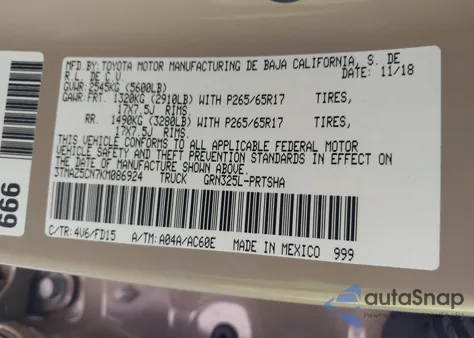 MFD.BY:TOYOTA MOTOR MANUFACTURING DE BAJA CALIFORNIA, S. DE
R.L. DE C.V. DATE: 11/18
GVWR:2545KG(5600LB)
GAWR:FRT. 1320KG(2910LB)WITH P265/65R17 TIRES,
17X7.5J RIMS.
RR. 1490KG(3280LB)WITH P265/65R17 TIRES,
17X7.5J RIMS.
THIS VEHICLE CONFORMS TO ALL APPLICABLE FEDERAL MOTOR
VEHICLE SAFETY AND THEFT PREVENTION STANDARDS IN EFFECT ON
THE DATE OF MANUFACTURE SHOWN ABOVE.
3TMAZ5CN7KM086924 TRUCK GRN325L-PRTSHA
C/TR:4V6/FD15 A/TM:A04A/AC60E MADE IN MEXICO 999
999
autoSnap